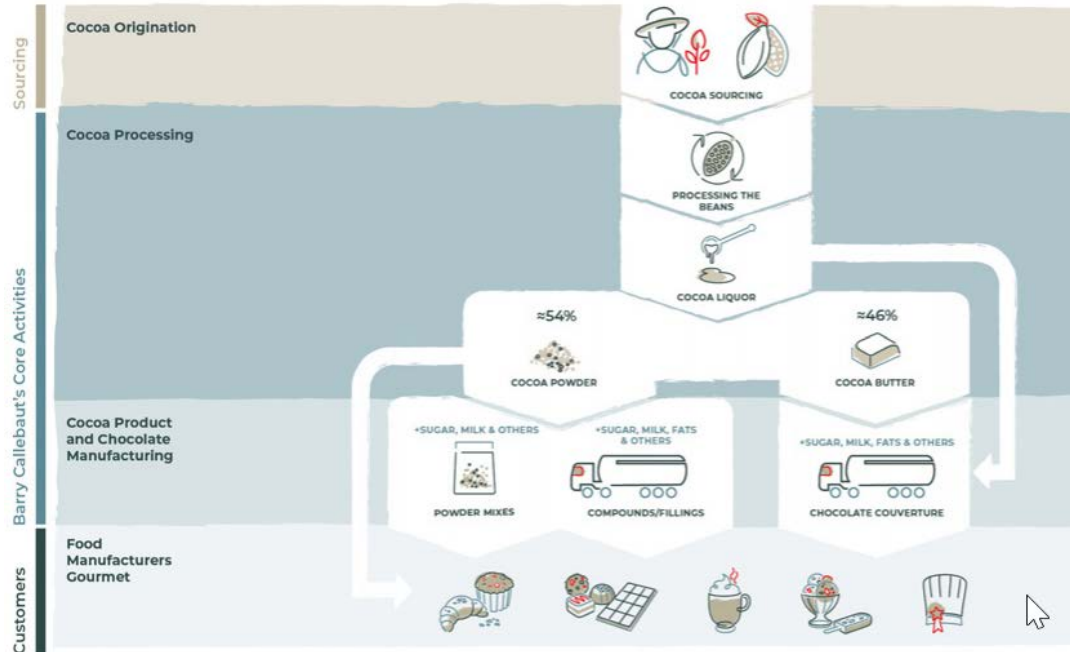 Sourcing
Cocoa Origination
COCOA SOURCING
Barry Callebaut's Core Activities
Cocoa Processing
PROCESSING THE
BEANS
COCOA LIQUOR
≈54%
COCOA POWDER
≈46%
COCOA BUTTER
Cocoa Product
and Chocolate
Manufacturing
+SUGAR, MILK & OTHERS
POWDER MIXES
+SUGAR, MILK, FATS
& OTHERS
COMPOUNDS/FILLINGS
+SUGAR, MILK, FATS & OTHERS
CHOCOLATE COUVERTURE
Customers
Food
Manufacturers
Gourmet